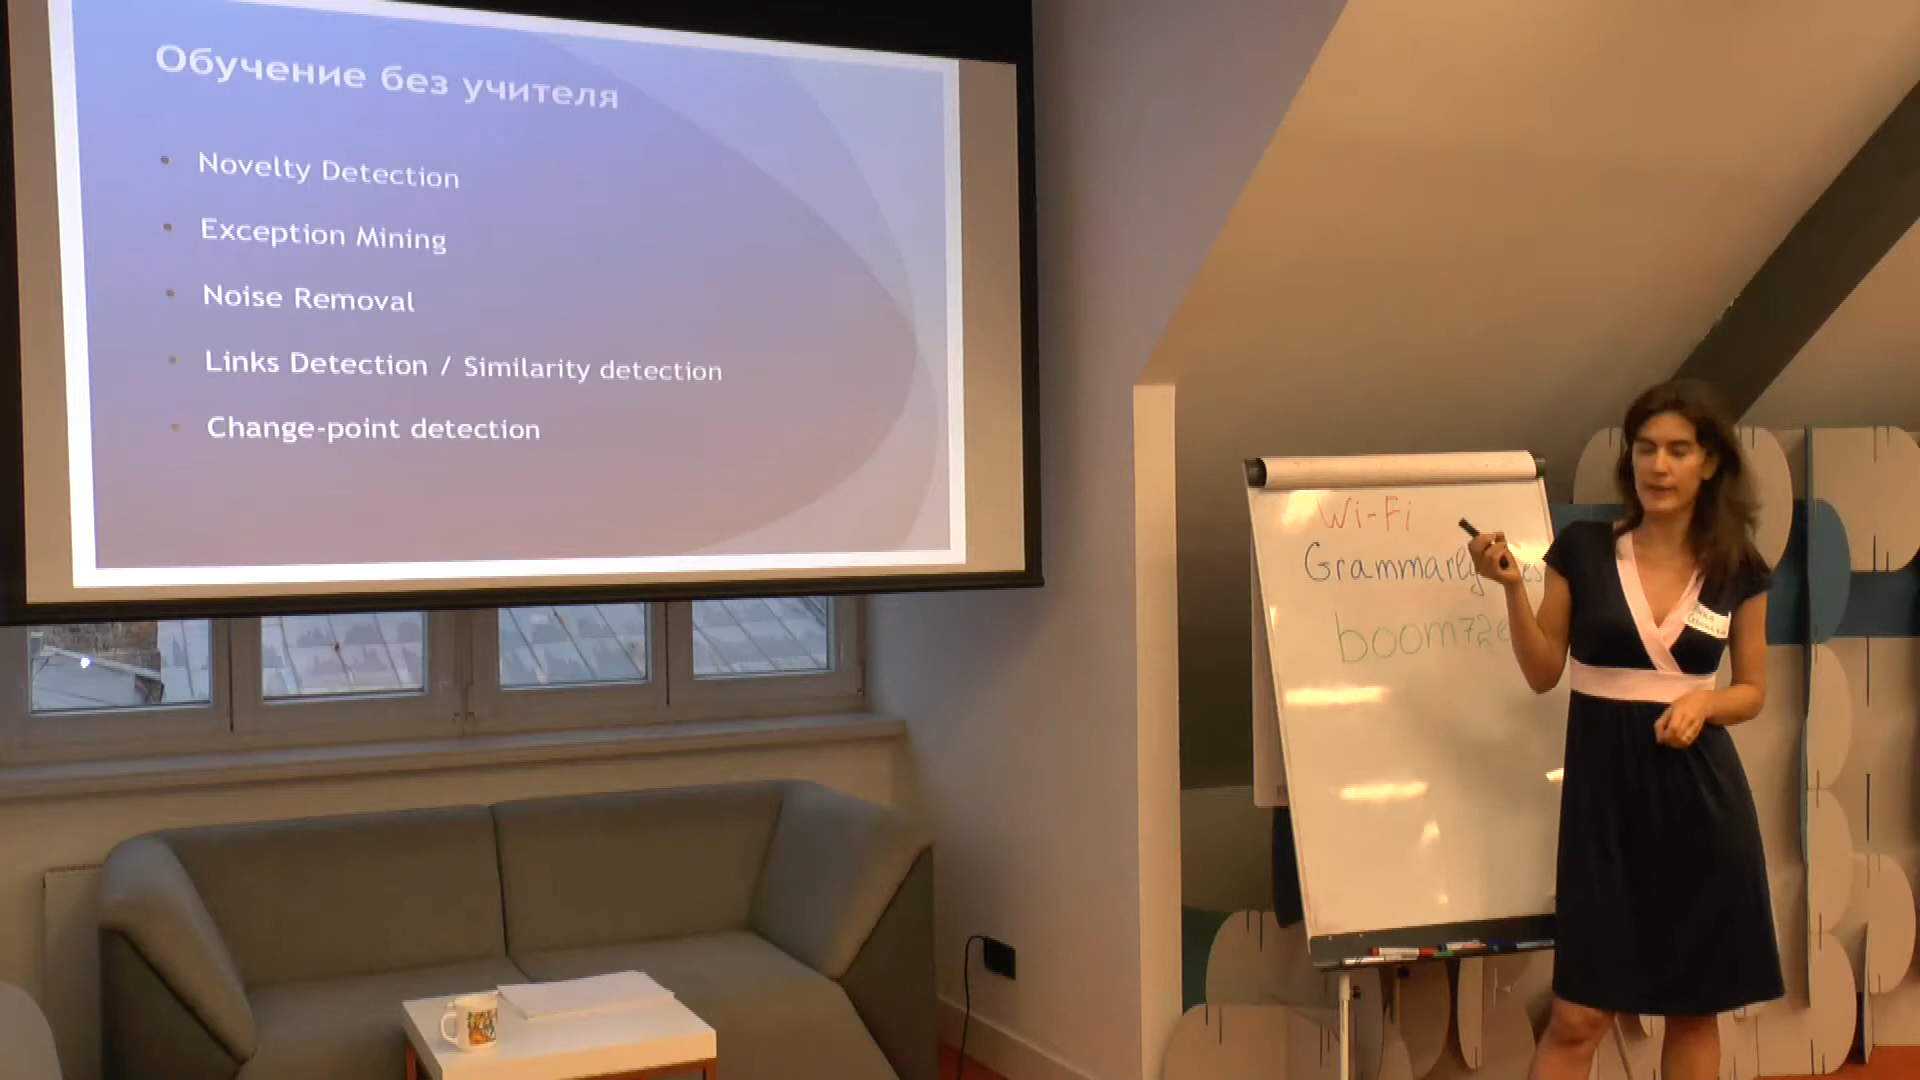 Обучение без учителя
• Novelty Detection
• Exception Mining
• Noise Removal
• Links Detection / Similarity detection
• Change-point detection
Wi-Fi
Grammarly
boom72